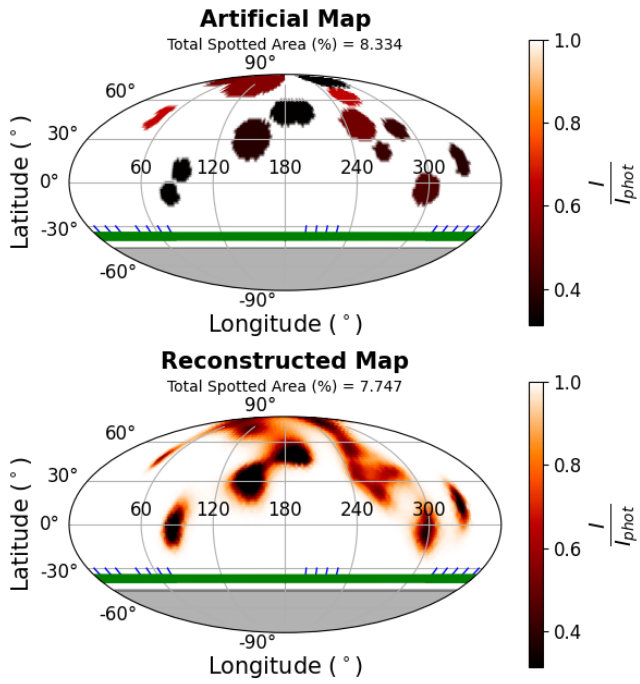 Artificial Map
Total Spotted Area (%) = 8.334
90°
60°
30°
0°
-30°
-60°
-90°
60 120 180 240 300
Latitude (°)
Longitude (°)
1.0
0.8
0.6
0.4
I
I_phot
Reconstructed Map
Total Spotted Area (%) = 7.747
90°
60°
30°
0°
-30°
-60°
-90°
60 120 180 240 300
Latitude (°)
Longitude (°)
1.0
0.8
0.6
0.4
I
I_phot